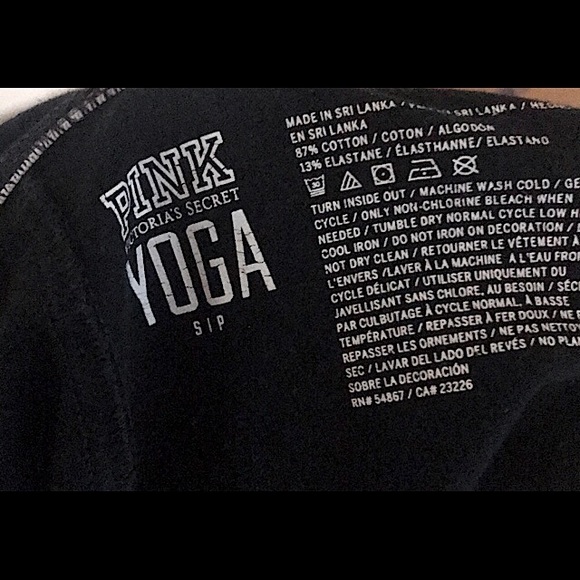 PINK
VICTORIA'S SECRET
YOGA
S/P
MADE IN SRI LANKA / SRI LANKA /
EN SRI LANKA
87% COTTON / COTON / ALGODON
13% ELASTANE / ÉLASTHANNE / ELASTANO
TURN INSIDE OUT / MACHINE WASH COLD /
CYCLE / ONLY NON-CHLORINE BLEACH WHEN
NEEDED / TUMBLE DRY NORMAL CYCLE LOW
COOL IRON / DO NOT IRON ON DECORATION /
NOT DRY CLEAN / RETOURNER LE VÊTEMENT À
L'ENVERS / LAVER À LA MACHINE À L'EAU
CYCLE DÉLICAT / UTILISER UNIQUEMENT DU
JAVELLISANT SANS CHLORE, AU BESOIN /
PAR CULBUTAGE À CYCLE NORMAL, À BASSE
TEMPÉRATURE / REPASSER À FER DOUX /
REPASSER LES ORNEMENTS / NE PAS
SEC / LAVAR DEL LADO DEL REVÉS / NO
SOBRE LA DECORACIÓN
RN# 54867 / CA# 23226